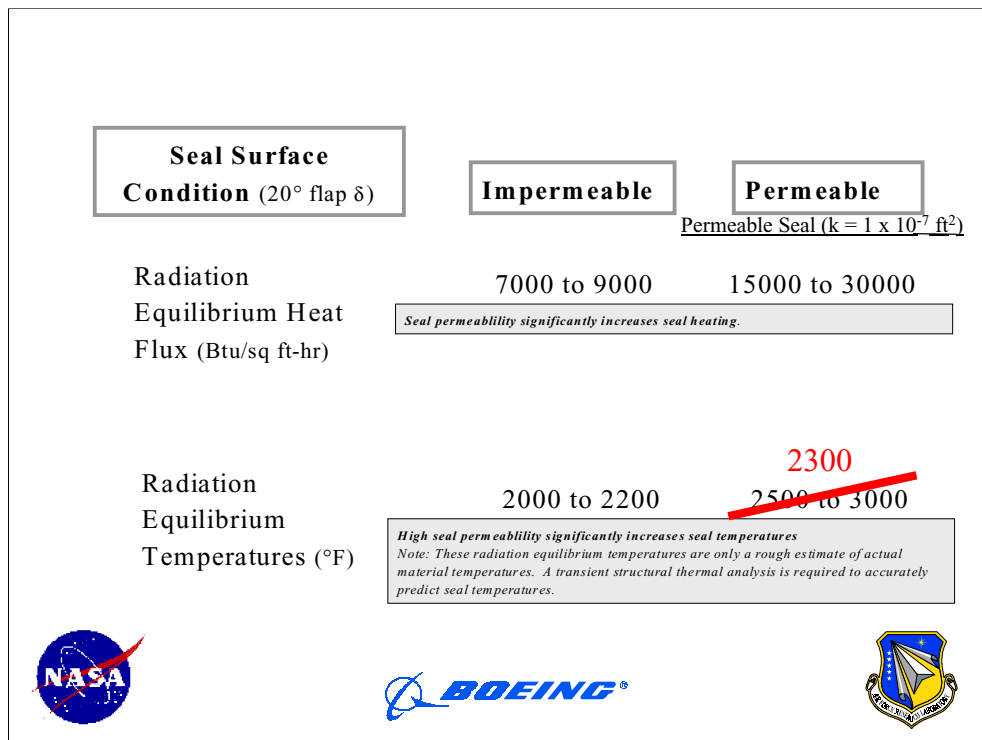 Seal Surface
Condition (20° flap δ)
Impermeable
Permeable
Permeable Seal (k = 1 x 10-7 ft2)
Radiation
Equilibrium Heat
Flux (Btu/sq ft-hr)
7000 to 9000
15000 to 30000
Seal permeablility significantly increases seal heating.
Radiation
Equilibrium
Temperatures (°F)
2000 to 2200
2300
2500 to 3000
High seal permeablility significantly increases seal temperatures
Note: These radiation equilibrium temperatures are only a rough estimate of actual
material temperatures. A transient structural thermal analysis is required to accurately
predict seal temperatures.
NASA
BOEING®
AIR FORCE RESEARCH LABORATORY